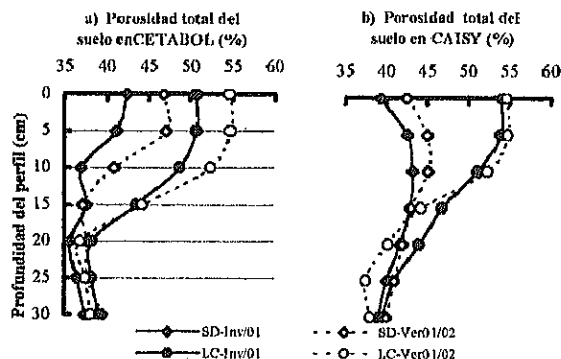 a) Porosidad total del
suelo enCETABOL (%)
35 40 45 50 55 60
b) Porosidad total del
suelo en CAISY (%)
35 40 45 50 55 60
Profundidad del perfil (cm)
0
5
10
15
20
25
30
SD-Inv/01
SD-Ver01/02
LC-Inv/01
LC-Ver01/02